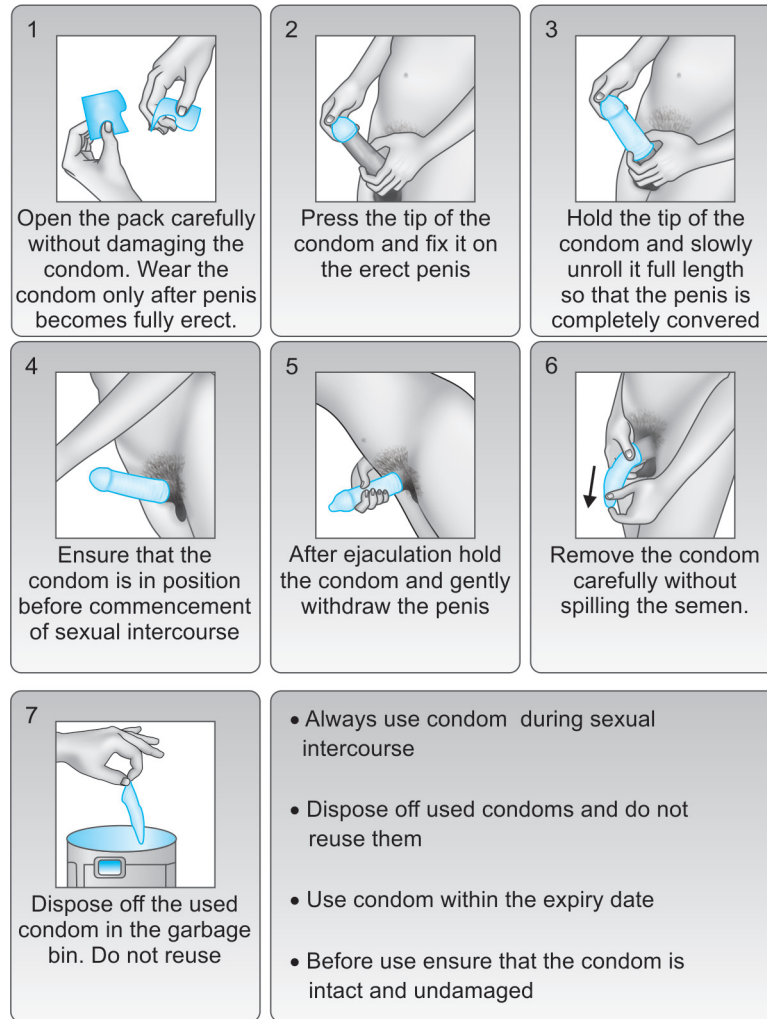 1
Open the pack carefully
without damaging the
condom. Wear the
condom only after penis
becomes fully erect.
2
Press the tip of the
condom and fix it on
the erect penis
3
Hold the tip of the
condom and slowly
unroll it full length
so that the penis is
completely convered
4
Ensure that the
condom is in position
before commencement
of sexual intercourse
5
After ejaculation hold
the condom and gently
withdraw the penis
6
Remove the condom
carefully without
spilling the semen.
7
Dispose off the used
condom in the garbage
bin. Do not reuse
• Always use condom during sexual
intercourse
• Dispose off used condoms and do not
reuse them
• Use condom within the expiry date
• Before use ensure that the condom is
intact and undamaged